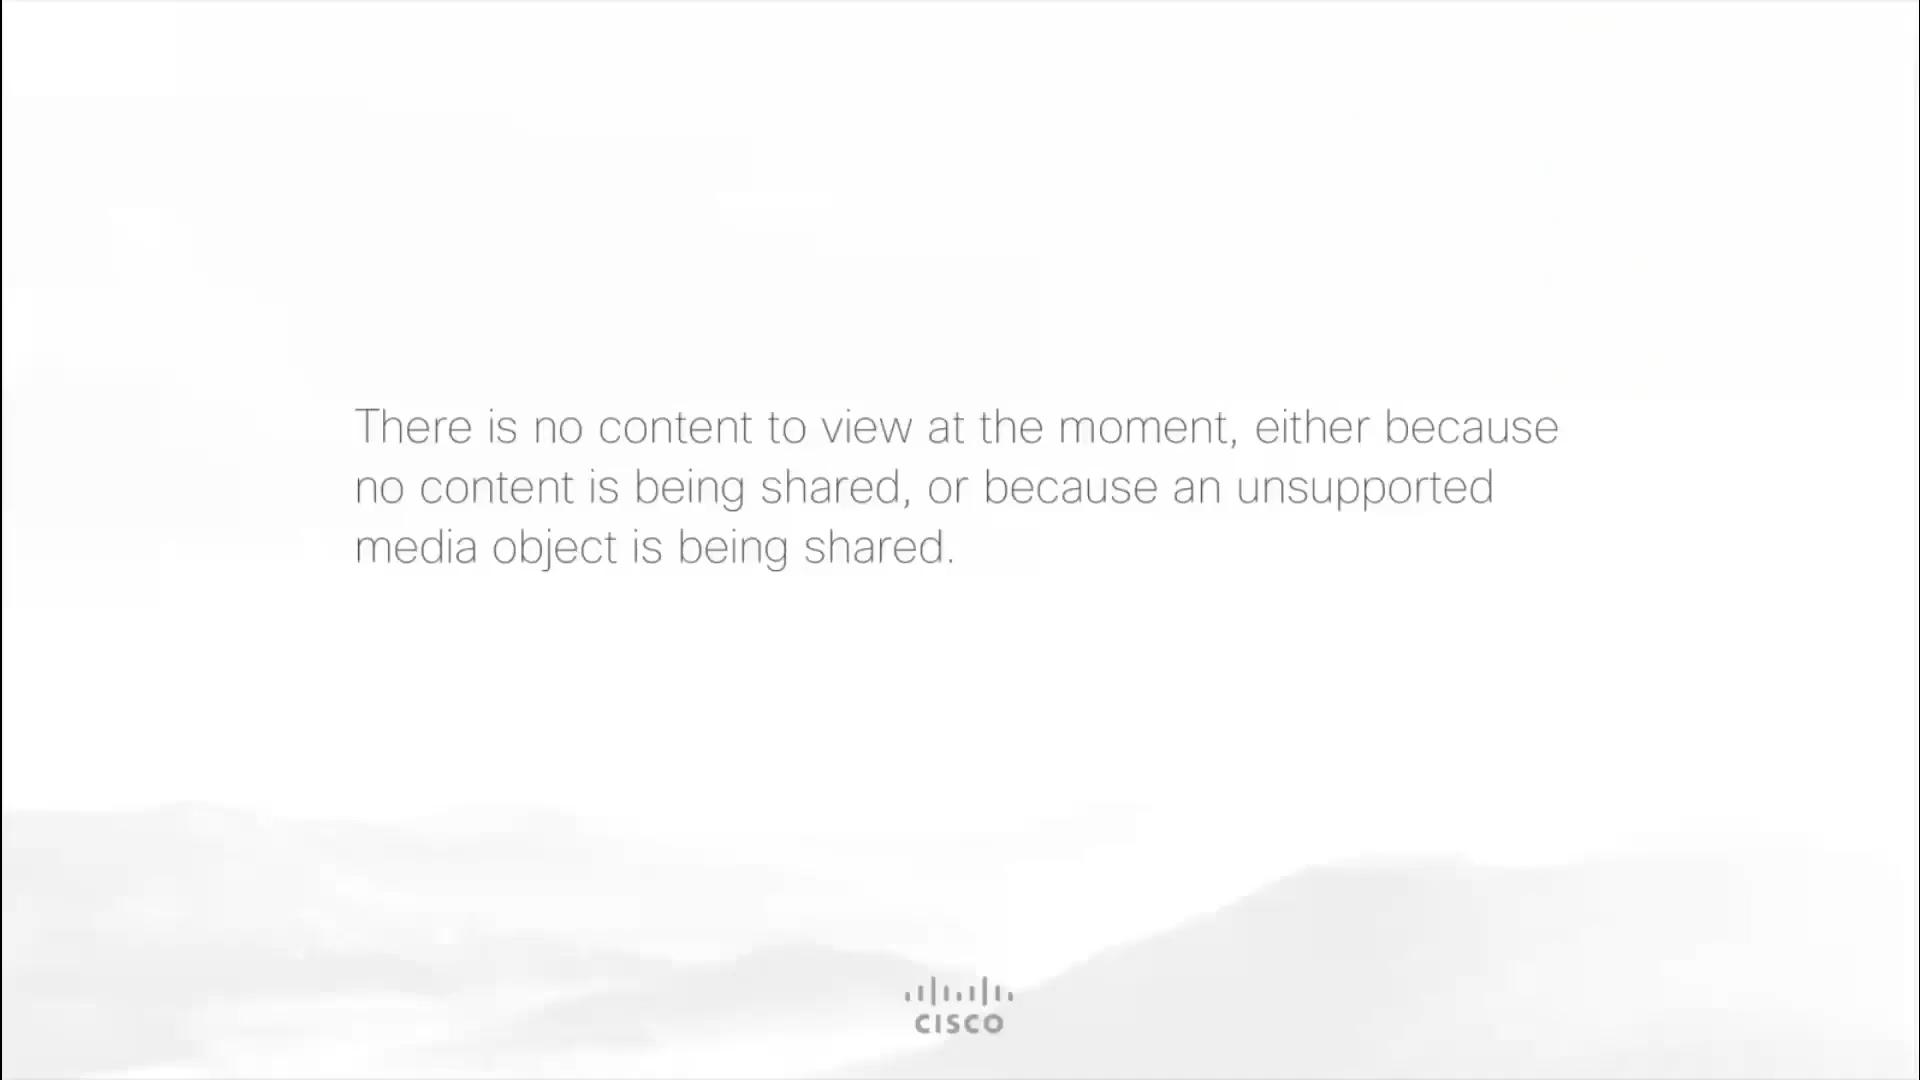 There is no content to view at the moment, either because
no content is being shared, or because an unsupported
media object is being shared.
CISCO